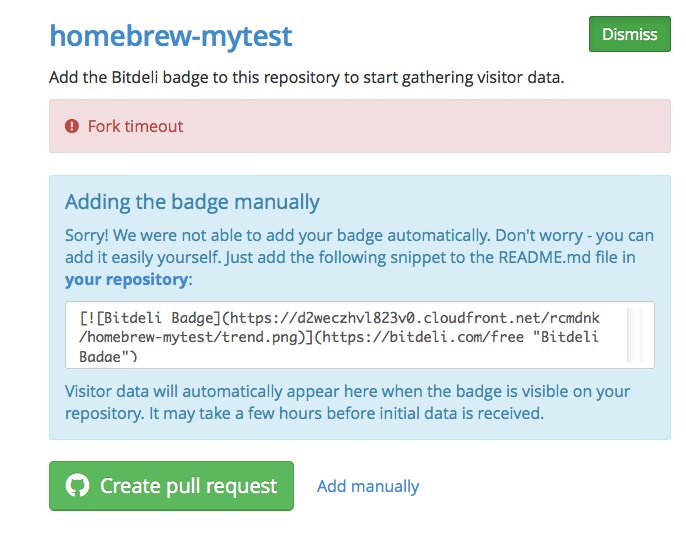 homebrew-mytest
Dismiss
Add the Bitdeli badge to this repository to start gathering visitor data.
Fork timeout
Adding the badge manually
Sorry! We were not able to add your badge automatically. Don't worry - you can
add it easily yourself. Just add the following snippet to the README.md file in
your repository:
[![Bitdeli Badge](https://d2weczhvl823v0.cloudfront.net/rcmdnk
/homebrew-mytest/trend.png)](https://bitdeli.com/free "Bitdeli
Badge")
Visitor data will automatically appear here when the badge is visible on your
repository. It may take a few hours before initial data is received.
Create pull request
Add manually